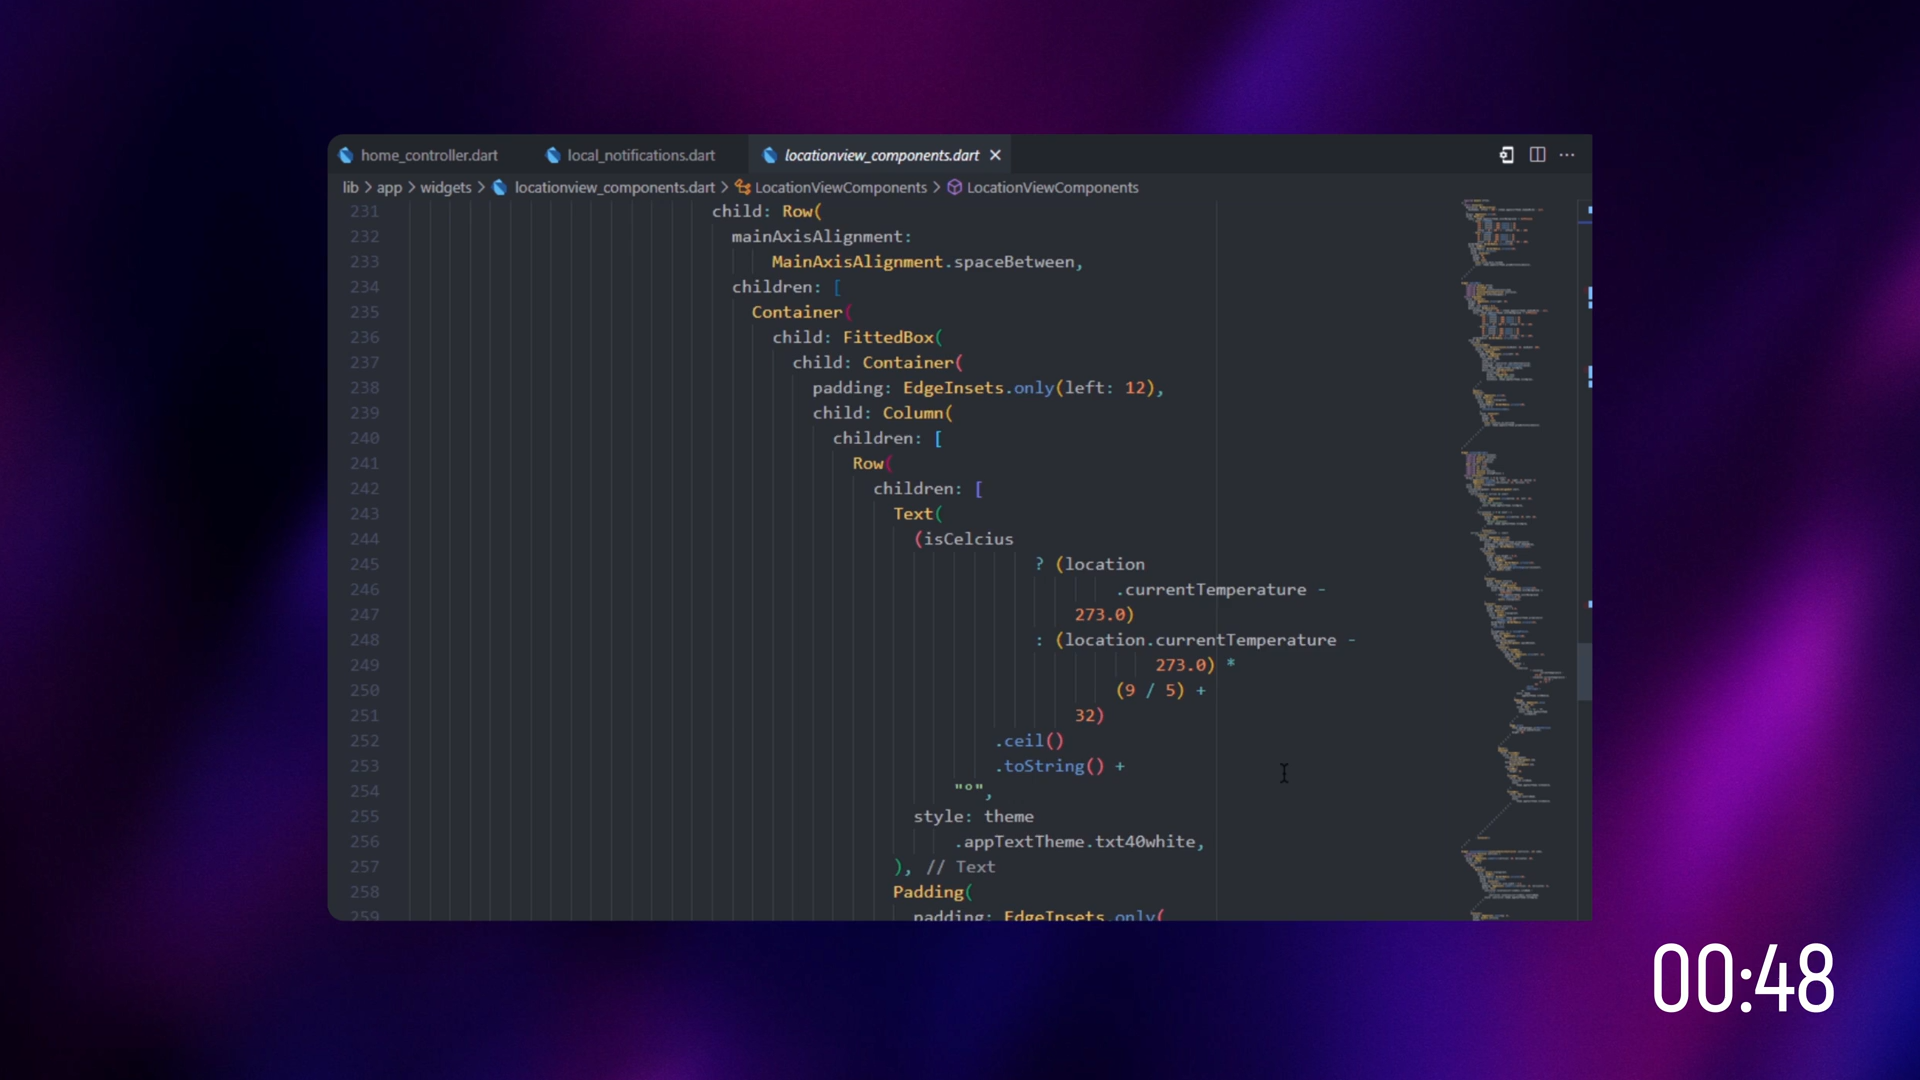 home_controller.dart local_notifications.dart locationview_components.dart
lib > app > widgets > locationview_components.dart > LocationViewComponents > LocationViewComponents
231 child: Row(
232 mainAxisAlignment:
233 MainAxisAlignment.spaceBetween,
234 children: [
235 Container(
236 child: FittedBox(
237 child: Container(
238 padding: EdgeInsets.only(left: 12),
239 child: Column(
240 children: [
241 Row(
242 children: [
243 Text(
244 (isCelcius
245 ? (location
246 .currentTemperature -
247 273.0)
248 : (location.currentTemperature -
249 273.0) *
250 (9 / 5) +
251 32)
252 .ceil()
253 .toString() +
254 "°",
255 style: theme
256 .appTextTheme.txt40white,
257 ), // Text
258 Padding(
259 padding: EdgeInsets.only(
00:48